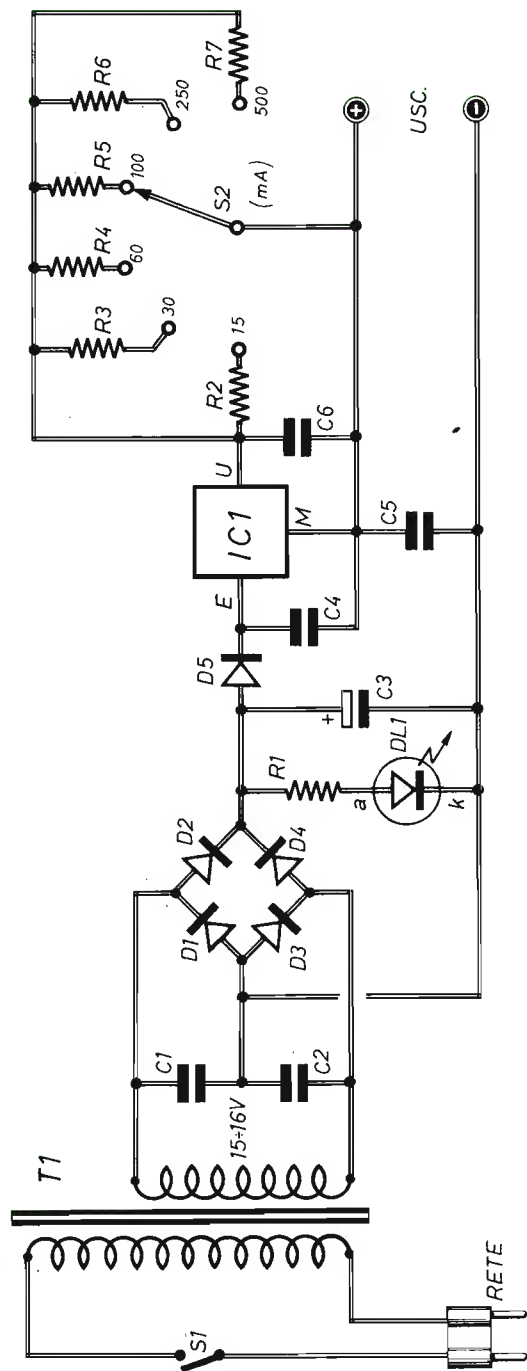 T1
S1
RETE
15÷16V
C1
C2
D1
D2
D3
D4
R1
DL1
a
k
+
C3
D5
C4
E
IC1
U
M
C5
C6
R2
15
R3
30
R4
60
R5
100
R6
250
R7
500
S2
(mA)
+
USC.
-